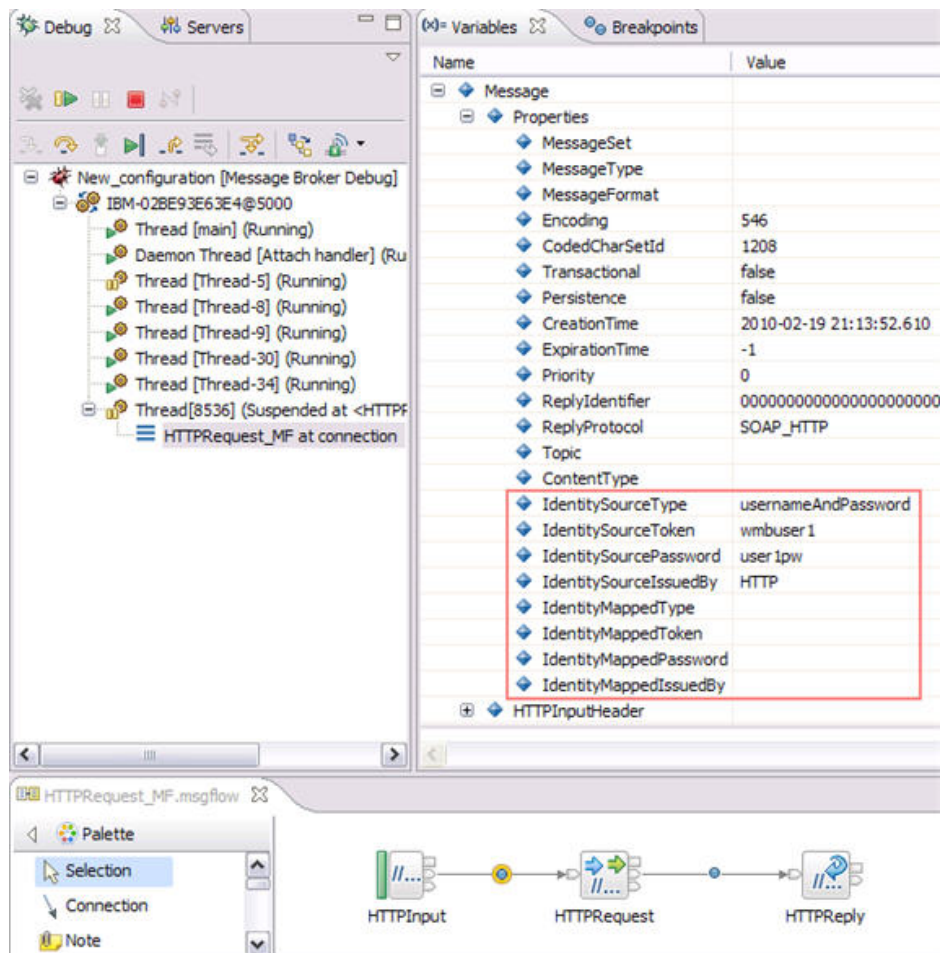 Debug
Servers
New_configuration [Message Broker Debug]
IBM-02BE93E63E4@5000
Thread [main] (Running)
Daemon Thread [Attach handler] (Ru
Thread [Thread-5] (Running)
Thread [Thread-8] (Running)
Thread [Thread-9] (Running)
Thread [Thread-30] (Running)
Thread [Thread-34] (Running)
Thread[8536] (Suspended at <HTTPR
HTTPRequest_MF at connection
(x)= Variables
Breakpoints
Name Value
Message
Properties
MessageSet
MessageType
MessageFormat
Encoding 546
CodedCharSetId 1208
Transactional false
Persistence false
CreationTime 2010-02-19 21:13:52.610
ExpirationTime -1
Priority 0
ReplyIdentifier 00000000000000000000000
ReplyProtocol SOAP_HTTP
Topic
ContentType
IdentitySourceType usernameAndPassword
IdentitySourceToken wmbuser1
IdentitySourcePassword user1pw
IdentitySourceIssuedBy HTTP
IdentityMappedType
IdentityMappedToken
IdentityMappedPassword
IdentityMappedIssuedBy
HTTPInputHeader
HTTPRequest_MF.msgflow
Palette
Selection
Connection
Note
//...
HTTPInput
//...
HTTPRequest
//...
HTTPReply